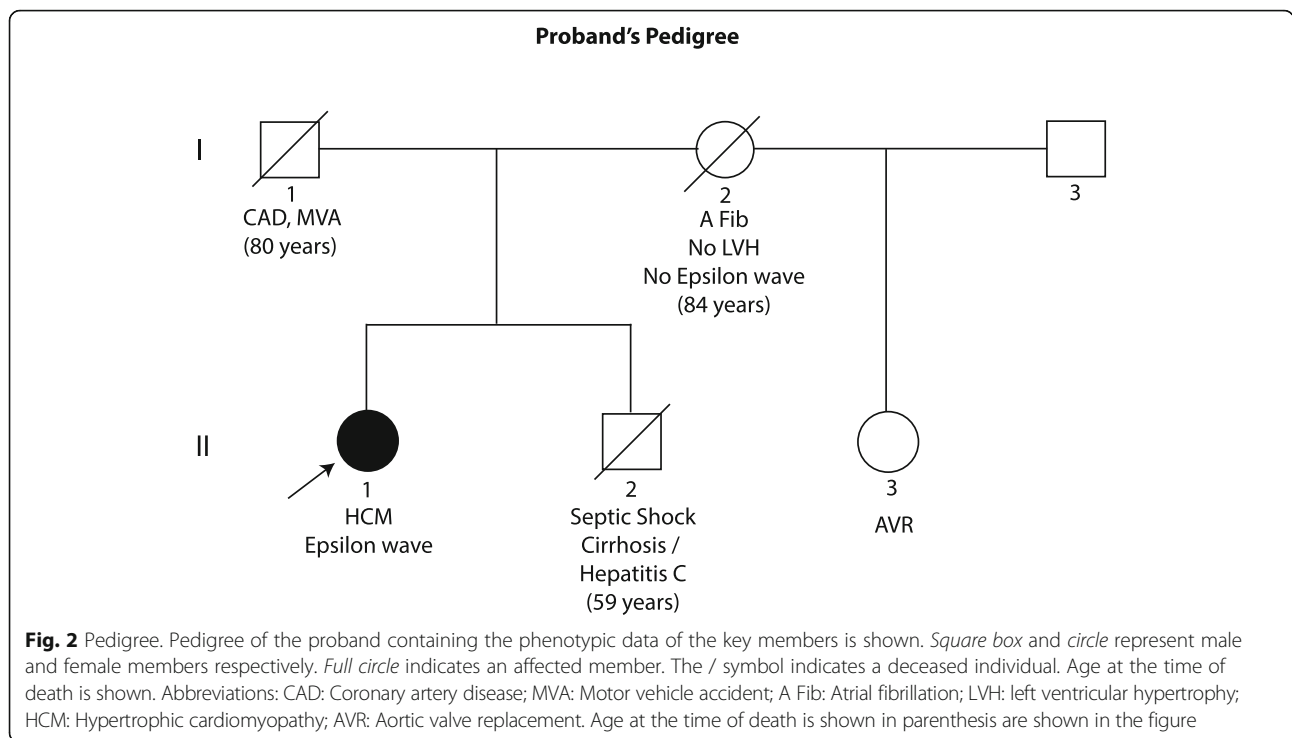 Proband's Pedigree
I
1
CAD, MVA
(80 years)
2
A Fib
No LVH
No Epsilon wave
(84 years)
3
II
1
HCM
Epsilon wave
2
Septic Shock
Cirrhosis /
Hepatitis C
(59 years)
3
AVR
Fig. 2 Pedigree. Pedigree of the proband containing the phenotypic data of the key members is shown. Square box and circle represent male
and female members respectively. Full circle indicates an affected member. The / symbol indicates a deceased individual. Age at the time of
death is shown. Abbreviations: CAD: Coronary artery disease; MVA: Motor vehicle accident; A Fib: Atrial fibrillation; LVH: left ventricular hypertrophy;
HCM: Hypertrophic cardiomyopathy; AVR: Aortic valve replacement. Age at the time of death is shown in parenthesis are shown in the figure